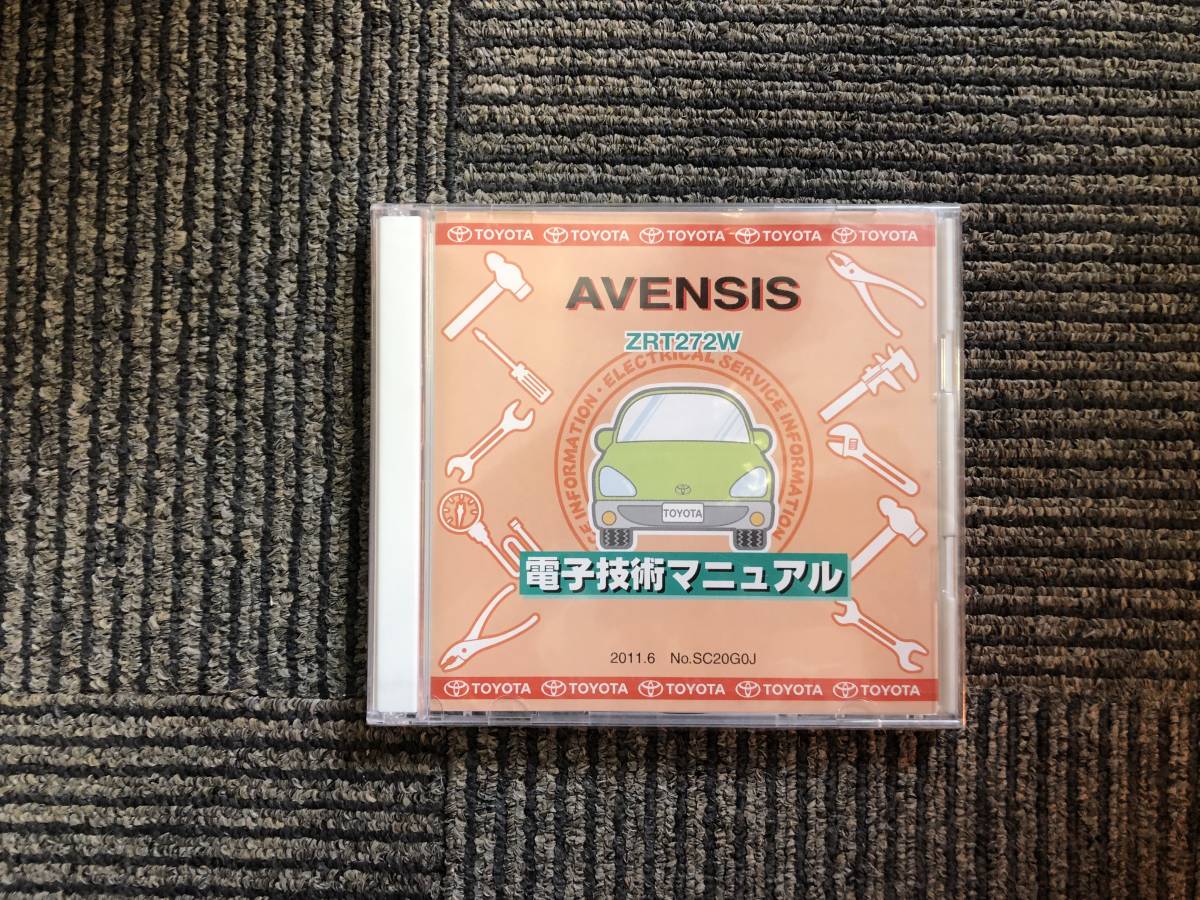 TOYOTA TOYOTA TOYOTA TOYOTA TOYOTA
AVENSIS
ZRT272W
INFORMATION・ELECTRICAL SERVICE INFORMATION
TOYOTA
電子技術マニュアル
2011.6 No.SC20G0J
TOYOTA TOYOTA TOYOTA TOYOTA TOYOTA